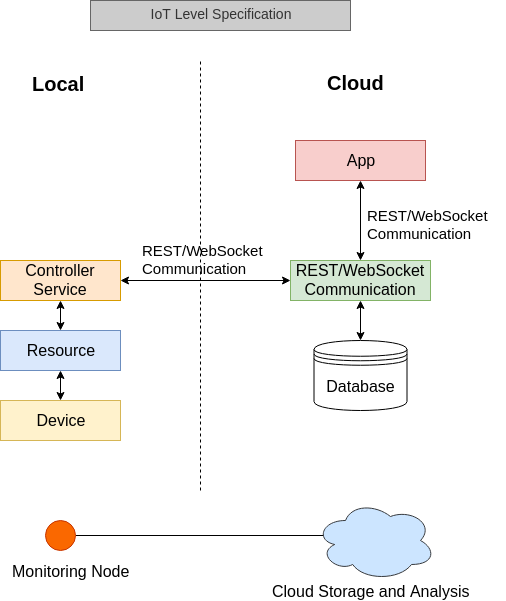 IoT Level Specification
Local
Cloud
App
REST/WebSocket
Communication
REST/WebSocket
Communication
Controller
Service
REST/WebSocket
Communication
Resource
Database
Device
Monitoring Node
Cloud Storage and Analysis